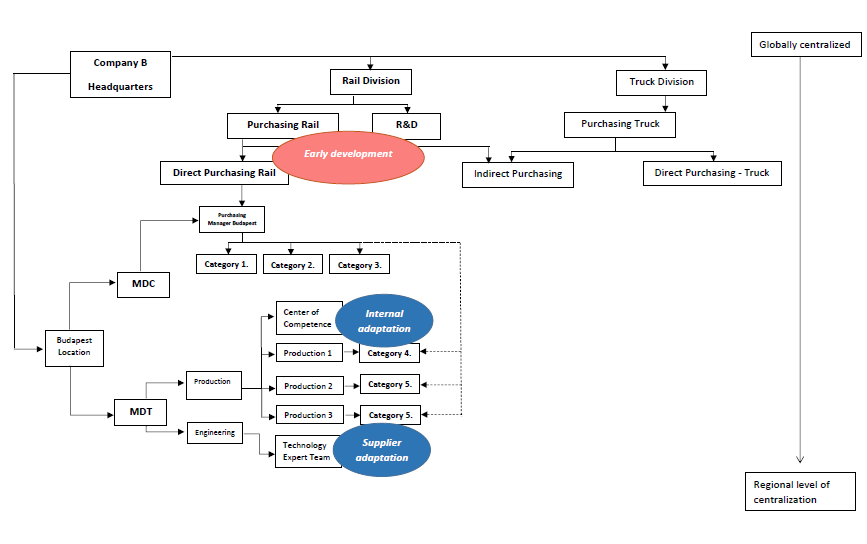 Globally centralized
Company B
Headquarters
Rail Division
Truck Division
Purchasing Rail
R&D
Purchasing Truck
Early development
Direct Purchasing Rail
Indirect Purchasing
Direct Purchasing - Truck
Purchasing
Manager Budapest
Category 1.
Category 2.
Category 3.
MDC
Center of
Competence
Internal
adaptation
Budapest
Location
Production 1
Category 4.
Production
Production 2
Category 5.
MDT
Production 3
Category 5.
Engineering
Technology
Expert Team
Supplier
adaptation
Regional level of
centralization